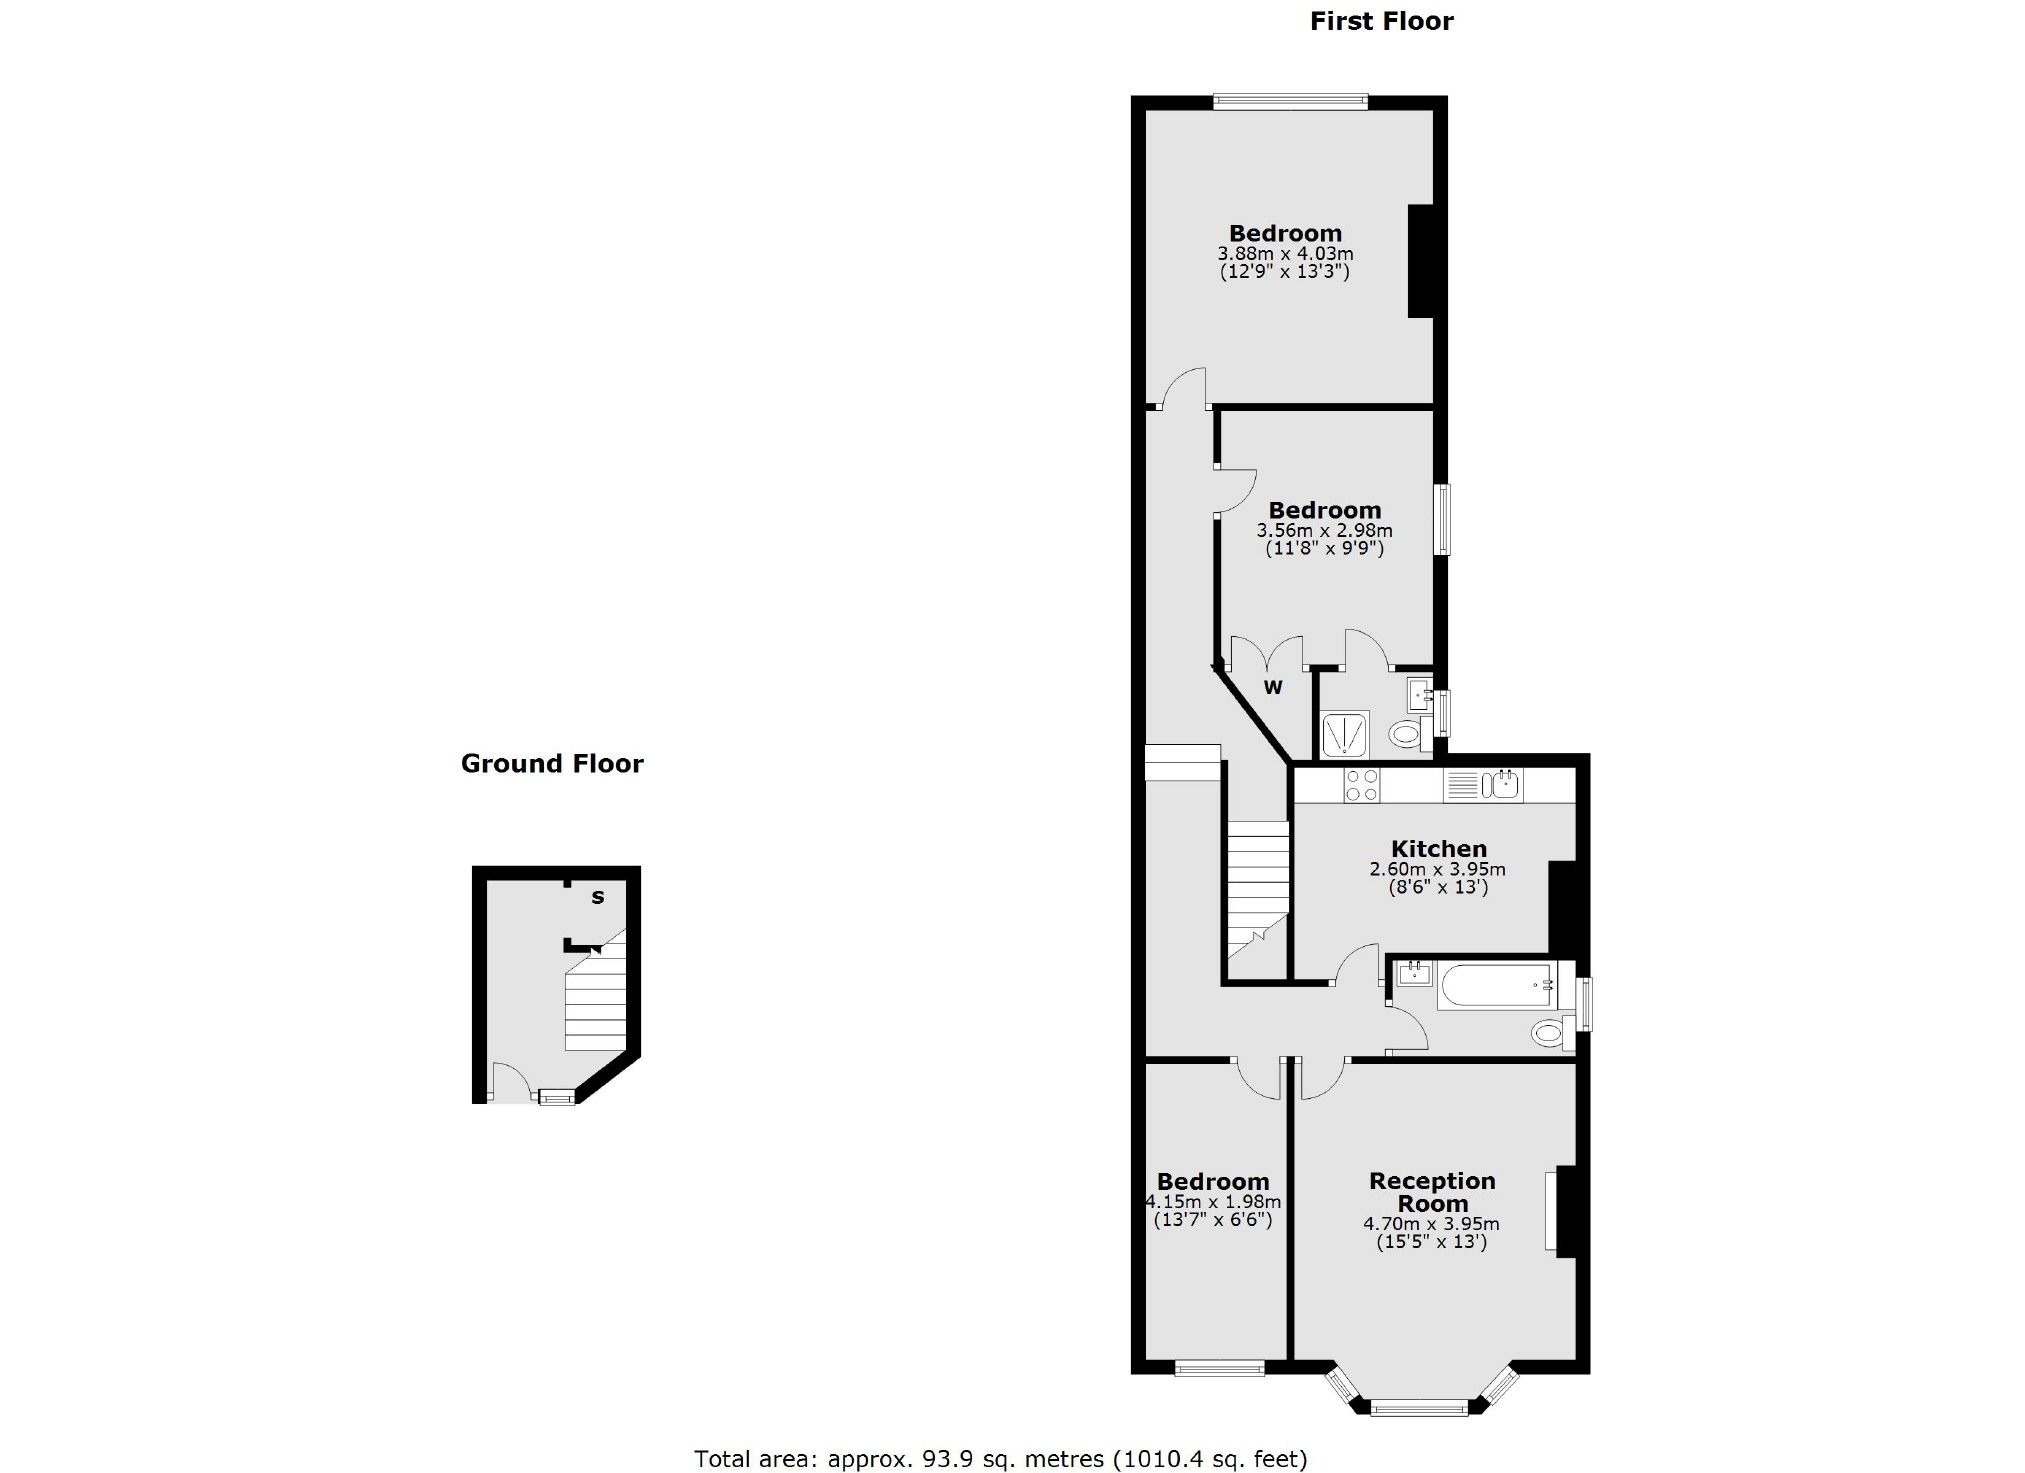 First Floor
Bedroom
3.88m x 4.03m
(12'9" x 13'3")
Bedroom
3.56m x 2.98m
(11'8" x 9'9")
W
Ground Floor
S
Kitchen
2.60m x 3.95m
(8'6" x 13')
Bedroom
4.15m x 1.98m
(13'7" x 6'6")
Reception
Room
4.70m x 3.95m
(15'5" x 13')
Total area: approx. 93.9 sq. metres (1010.4 sq. feet)